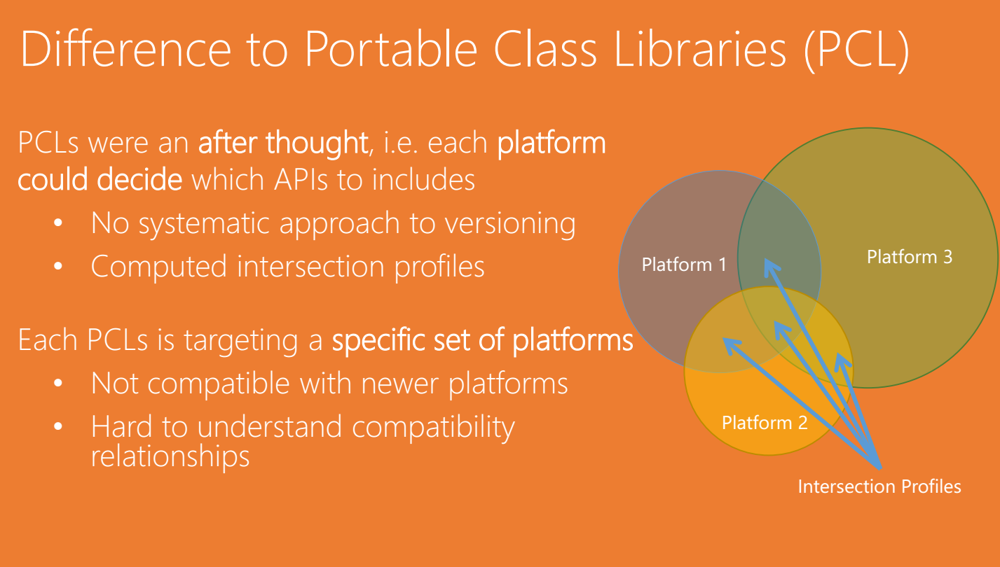 Difference to Portable Class Libraries (PCL)
PCLs were an after thought, i.e. each platform
could decide which APIs to includes
• No systematic approach to versioning
• Computed intersection profiles
Each PCLs is targeting a specific set of platforms
• Not compatible with newer platforms
• Hard to understand compatibility
relationships
Platform 1
Platform 3
Platform 2
Intersection Profiles